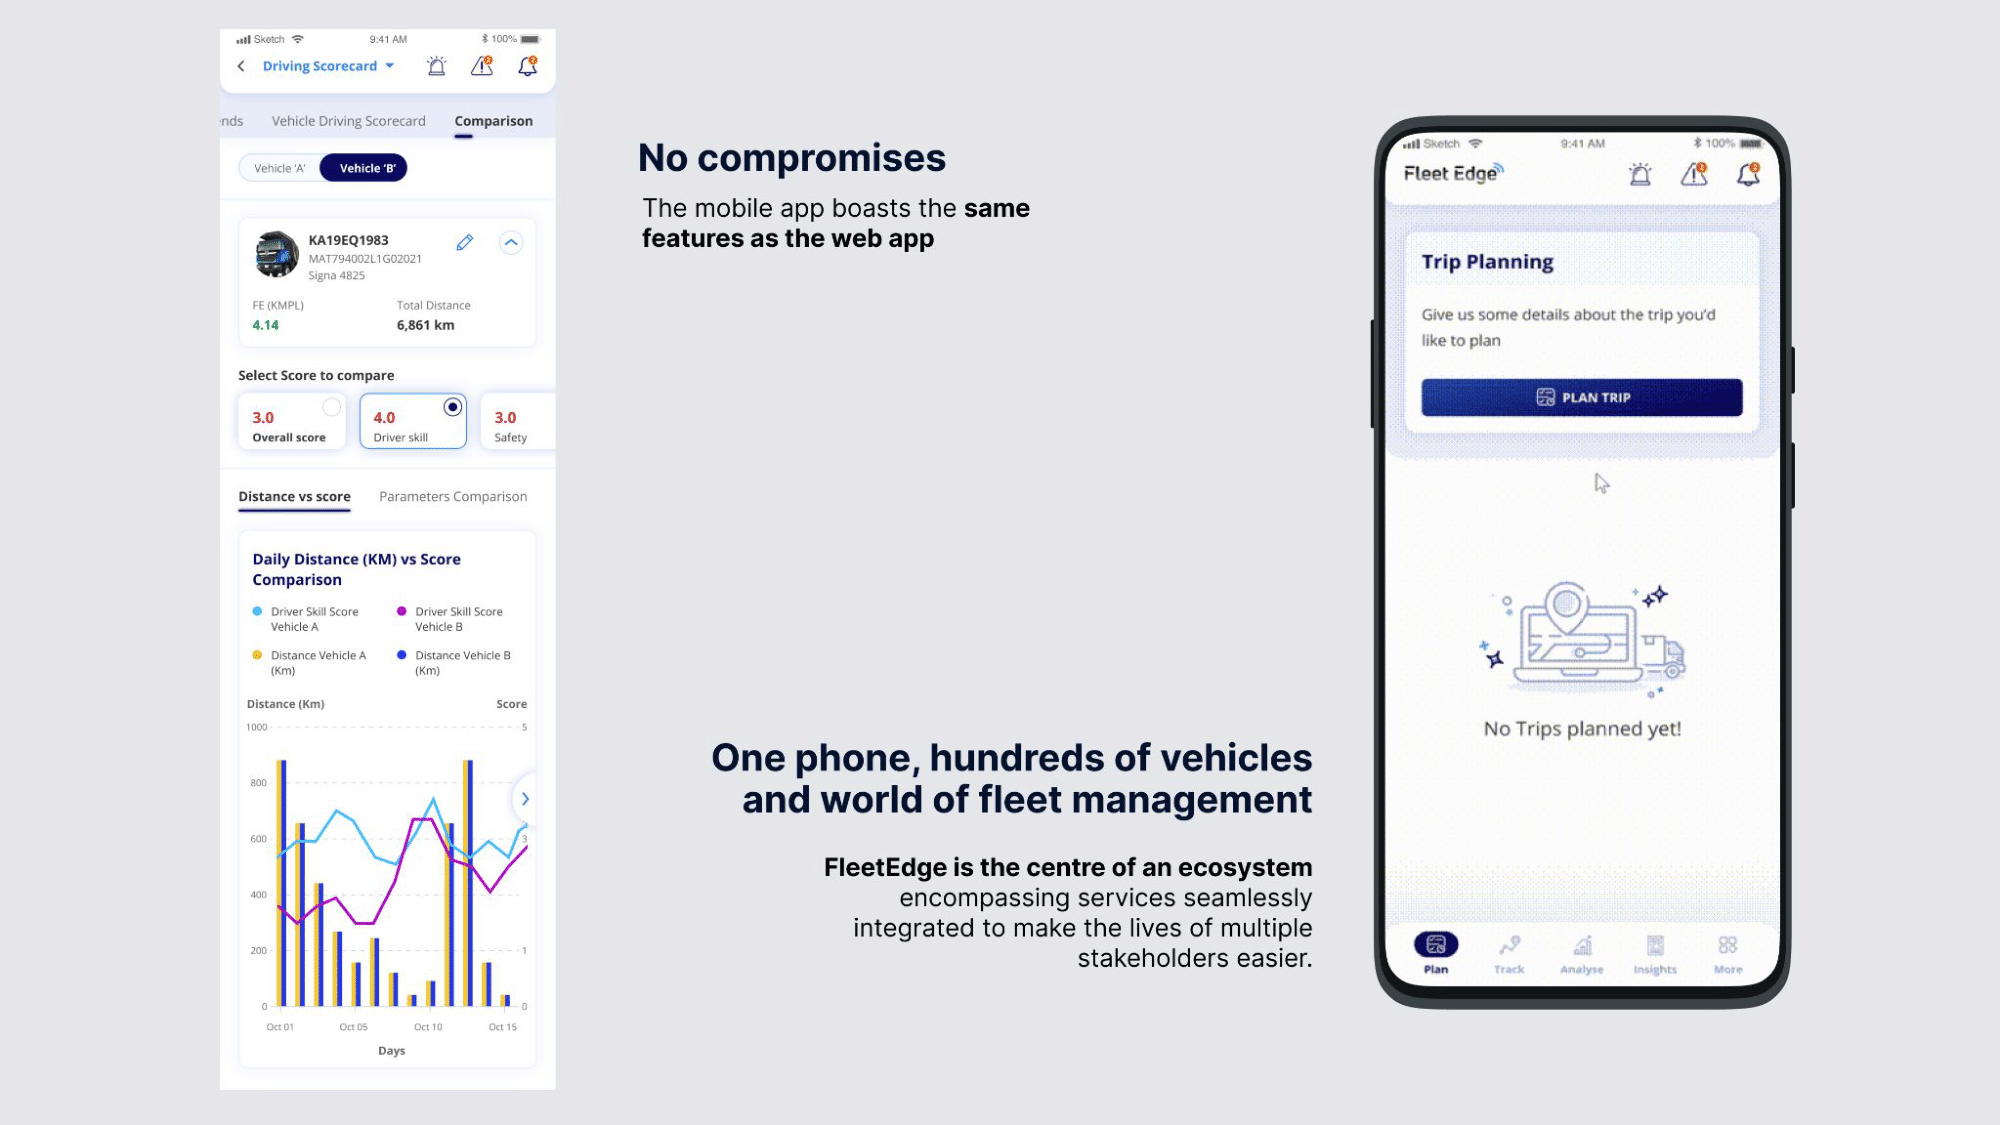 Sketch
9:41 AM
100%
Driving Scorecard
2
2
nds
Vehicle Driving Scorecard
Comparison
Vehicle 'A'
Vehicle 'B'
KA19EQ1983
MAT794002L1G02021
Signa 4825
FE (KMPL)
Total Distance
4.14
6,861 km
Select Score to compare
3.0
Overall score
4.0
Driver skill
3.0
Safety
Distance vs score
Parameters Comparison
Daily Distance (KM) vs Score
Comparison
Driver Skill Score
Vehicle A
Driver Skill Score
Vehicle B
Distance Vehicle A
(Km)
Distance Vehicle B
(Km)
Distance (Km)
Score
1000
5
800
600
3
400
200
1
0
0
Oct 01
Oct 05
Oct 10
Oct 15
Days
No compromises
The mobile app boasts the same
features as the web app
One phone, hundreds of vehicles
and world of fleet management
FleetEdge is the centre of an ecosystem
encompassing services seamlessly
integrated to make the lives of multiple
stakeholders easier.
Sketch
9:41 AM
100%
Fleet Edge
2
2
Trip Planning
Give us some details about the trip you'd
like to plan
PLAN TRIP
No Trips planned yet!
Plan
Track
Analyse
Insights
More